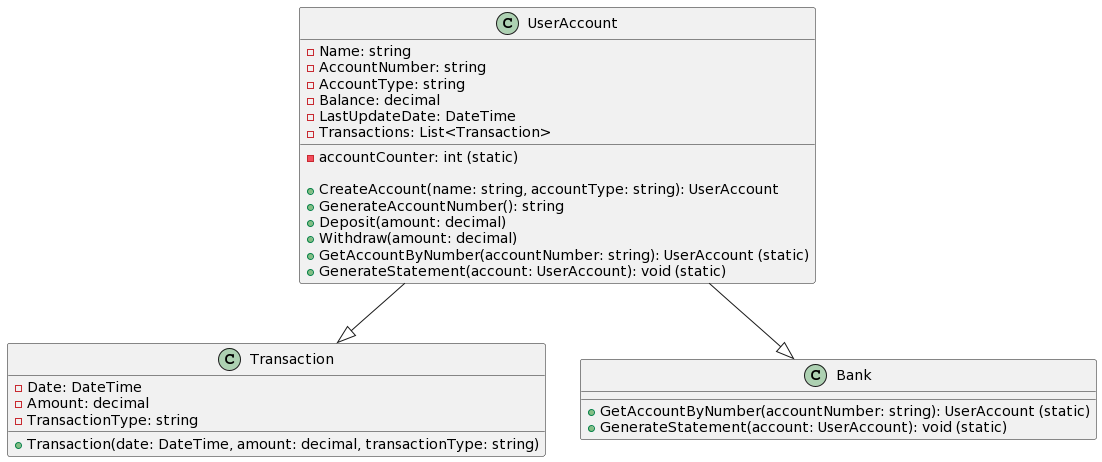 C UserAccount
Name: string
AccountNumber: string
AccountType: string
Balance: decimal
LastUpdateDate: DateTime
Transactions: List<Transaction>
accountCounter: int (static)
CreateAccount(name: string, accountType: string): UserAccount
GenerateAccountNumber(): string
Deposit(amount: decimal)
Withdraw(amount: decimal)
GetAccountByNumber(accountNumber: string): UserAccount (static)
GenerateStatement(account: UserAccount): void (static)
C Transaction
Date: DateTime
Amount: decimal
TransactionType: string
Transaction(date: DateTime, amount: decimal, transactionType: string)
C Bank
GetAccountByNumber(accountNumber: string): UserAccount (static)
GenerateStatement(account: UserAccount): void (static)